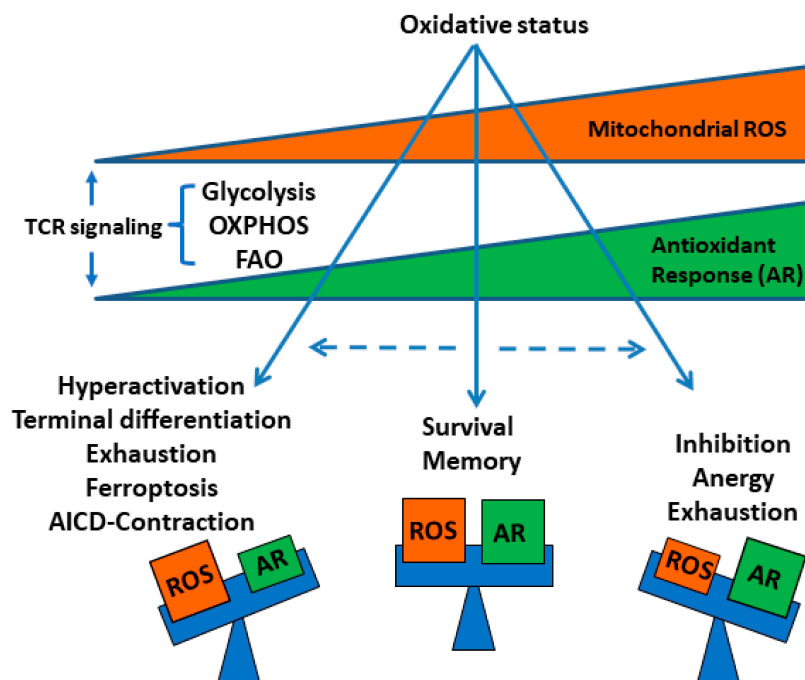 Oxidative status
Mitochondrial ROS
TCR signaling
Glycolysis
OXPHOS
FAO
Antioxidant
Response (AR)
Hyperactivation
Terminal differentiation
Exhaustion
Ferroptosis
AICD-Contraction
ROS
AR
Survival
Memory
ROS
AR
Inhibition
Anergy
Exhaustion
ROS
AR